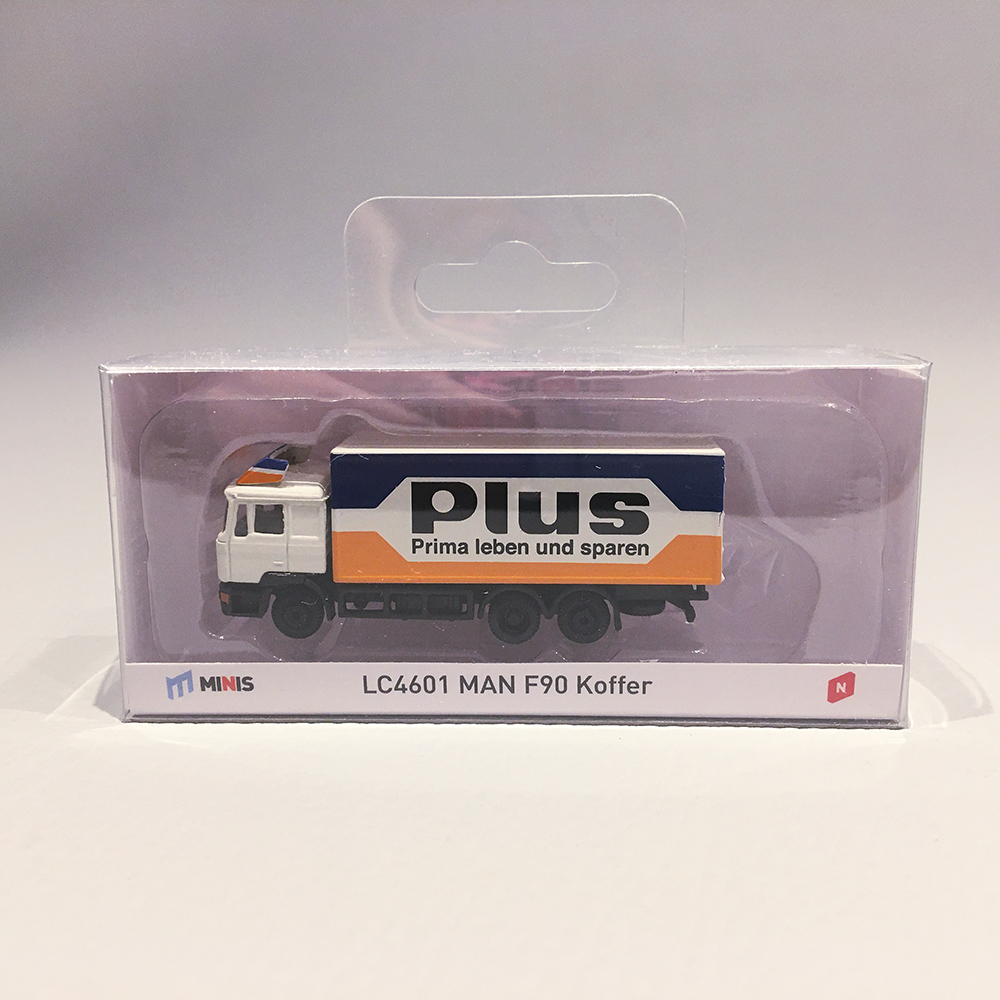 Plus
Prima leben und sparen
MINIS
LC4601 MAN F90 Koffer
N